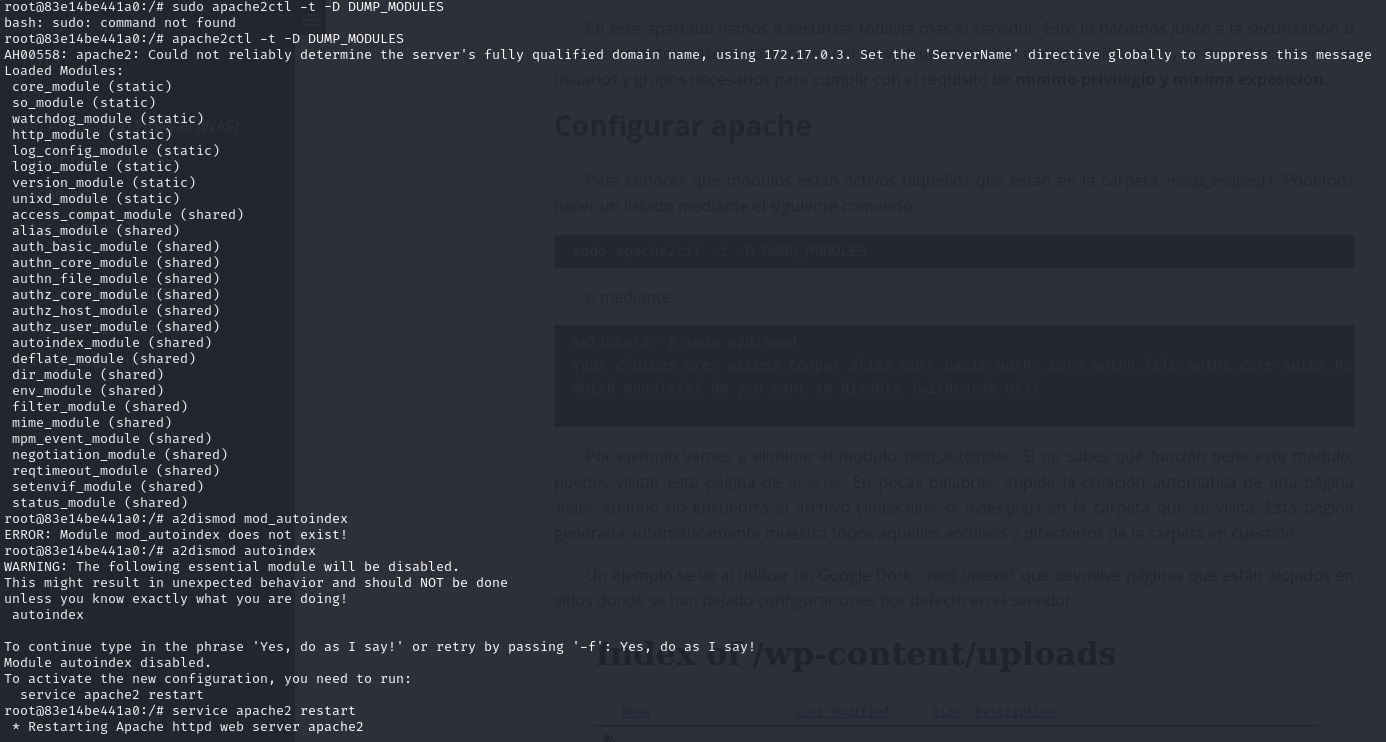 root@83e14be441a0:/# sudo apache2ctl -t -D DUMP_MODULES
bash: sudo: command not found
root@83e14be441a0:/# apache2ctl -t -D DUMP_MODULES
AH00558: apache2: Could not reliably determine the server's fully qualified domain name, using 172.17.0.3. Set the 'ServerName' directive globally to suppress this message
Loaded Modules:
 core_module (static)
 so_module (static)
 watchdog_module (static)
 http_module (static)
 log_config_module (static)
 logio_module (static)
 version_module (static)
 unixd_module (static)
 access_compat_module (shared)
 alias_module (shared)
 auth_basic_module (shared)
 authn_core_module (shared)
 authn_file_module (shared)
 authz_core_module (shared)
 authz_host_module (shared)
 authz_user_module (shared)
 autoindex_module (shared)
 deflate_module (shared)
 dir_module (shared)
 env_module (shared)
 filter_module (shared)
 mime_module (shared)
 mpm_event_module (shared)
 negotiation_module (shared)
 reqtimeout_module (shared)
 setenvif_module (shared)
 status_module (shared)
root@83e14be441a0:/# a2dismod mod_autoindex
ERROR: Module mod_autoindex does not exist!
root@83e14be441a0:/# a2dismod autoindex
WARNING: The following essential module will be disabled.
This might result in unexpected behavior and should NOT be done
unless you know exactly what you are doing!
 autoindex

To continue type in the phrase 'Yes, do as I say!' or retry by passing '-f': Yes, do as I say!
Module autoindex disabled.
To activate the new configuration, you need to run:
  service apache2 restart
root@83e14be441a0:/# service apache2 restart
 * Restarting Apache httpd web server apache2
(WAF)
En este apartado vamos a securizar todavía más el servidor. Esto lo hacemos junto a la securización o
usuarios y grupos necesarios para cumplir con el requisito de mínimo privilegio y mínima exposición.
Configurar apache
Para conocer qué módulos están activos (aquellos que están en la carpeta mods_enabled). Podemos
hacer un listado mediante el siguiente comando
sudo apache2ctl -t -D DUMP_MODULES
o mediante
kali@kali:~$ sudo a2dismod
Your choices are: access_compat alias auth_basic authn_core authn_file authz_core authz_ho
Which module(s) do you want to disable (wildcards ok)?
Por ejemplo vamos a eliminar el módulo mod_autoindex. Si no sabes qué función tiene este módulo,
puedes visitar esta página de apache. En pocas palabras, impide la creación automática de una página
index cuando no encuentra el archivo (index.html o index.php) en la carpeta que se visita. Esta página
generada automáticamente muestra todos aquellos archivos y directorios de la carpeta en cuestión.
Un ejemplo se ve al utilizar un Google Dork: inurl:indexof que devuelve páginas que están alojados en
sitios donde se han dejado configuraciones por defecto en el servidor.
Index of /wp-content/uploads
Name Last modified Size Description